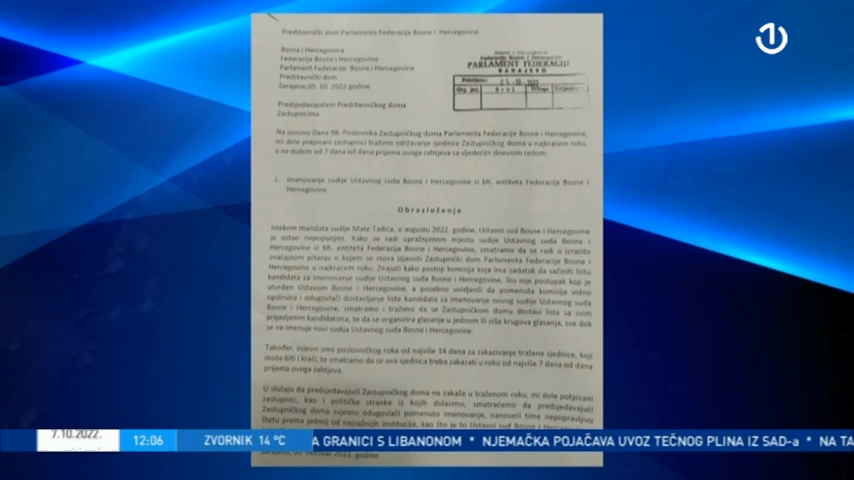 Predstavnički dom Parlamenta Federacije Bosne i Hercegovine
Bosna i Hercegovina
Federacija Bosne i Hercegovine
Parlament Federacije Bosne i Hercegovine
Predstavnički dom
Sarajevo,05. 10. 2022.godine
PARLAMENT FEDERACIJE
SARAJEVO
Predsjedavajućem Predstavničkog doma
Zastupnicima
Na osnovu člana 98. Poslovnika Zastupničkog doma Parlamenta Federacije Bosne i Hercegovine,
mi dole potpisani zastupnici tražimo održavanje sjednice Zastupničkog doma u najkraćem roku,
a ne dužem od 7 dana od dana prijema ovoga zahtjeva sa sljedećim dnevnim redom:
1. Imenovanje sudije Ustavnog suda Bosne i Hercegovine iz bh. entiteta Federacija Bosne i
Hercegovine.
Obrazloženje
Istekom mandata sudije Mate Tadića, u avgustu 2022. godine, Ustavni sud Bosne i Hercegovine
je ostao nepopunjen. Kako se radi upražnjenom mjestu sudije Ustavnog suda Bosne i
Hercegovine iz bh. entiteta Federacija Bosne i Hercegovine, smatramo da se radi o izrazito
značajnom pitanju o kojem se mora izjasniti Zastupnički dom Parlamenta Federacije Bosne i
Hercegovine u najkraćem roku. Znajući kako postoji komisija koja ima zadatak da sačiniti listu
kandidata za imenovanje sudije Ustavnog suda Bosne i Hercegovine, što nije postupak koji je
utvrđen Ustavom Bosne i Hercegovine, a posebno uvidjevši da pomenuta komisija vidno
opstruira i odugovlači dostavljanje liste kandidata za imenovanje novog sudije Ustavnog suda
Bosne i Hercegovine, smatramo i tražimo da se Zastupničkom domu dostavi lista sa svim
prijavljenim kandidatima, te da se organizira glasanje u jednom ili više krugova glasanja, sve dok
se ne imenuje novi sudija Ustavnog suda Bosne i Hercegovine.
Također, svjesni smo poslovničkog roka od najviše 14 dana za zakazivanje tražene sjednice, koji
može biti i kraći, te smatramo da se ova sjednica treba zakazati u roku od najviše 7 dana od dana
prijema ovoga zahtjeva.
U slučaju da predsjedavajući Zastupničkog doma ne zakaže u traženom roku, mi dole potpisani
zastupnici, kao i političke stranke iz kojih dolazimo, smatraćemo da predsjedavajući
Zastupničkog doma svjesno odugovlači pomenuto imenovanje, nanoseći time nepopravljivu
štetu prema jednoj od najvažnijih institucija, kao što je to Ustavni sud Bosne i Hercegovine
7.10.2022. 12:06 ZVORNIK 14 °C A GRANICI S LIBANONOM * NJEMAČKA POJAČAVA UVOZ TEČNOG PLINA IZ SAD-a * NA TA
oktobar 2022. godine